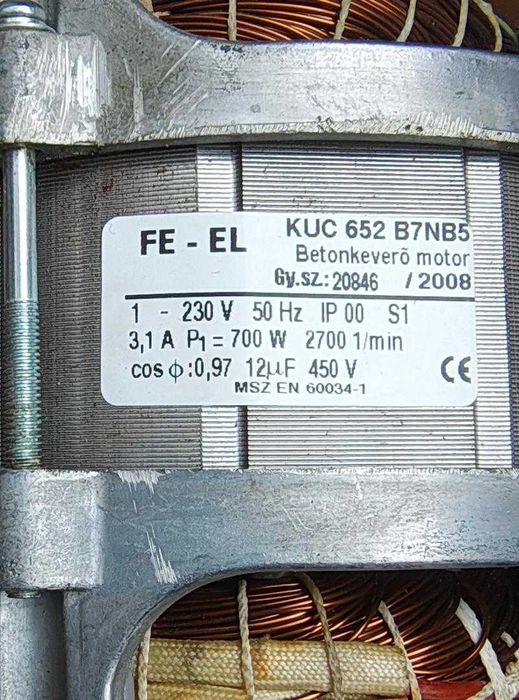 FE - EL
KUC 652 B7NB5
Betonkeverő motor
Gy.sz.: 20846 / 2008
1 - 230 V 50 Hz IP 00 S1
3,1 A P1 = 700 W 2700 1/min
cos ϕ :0,97 12µF 450 V
CE
MSZ EN 60034-1